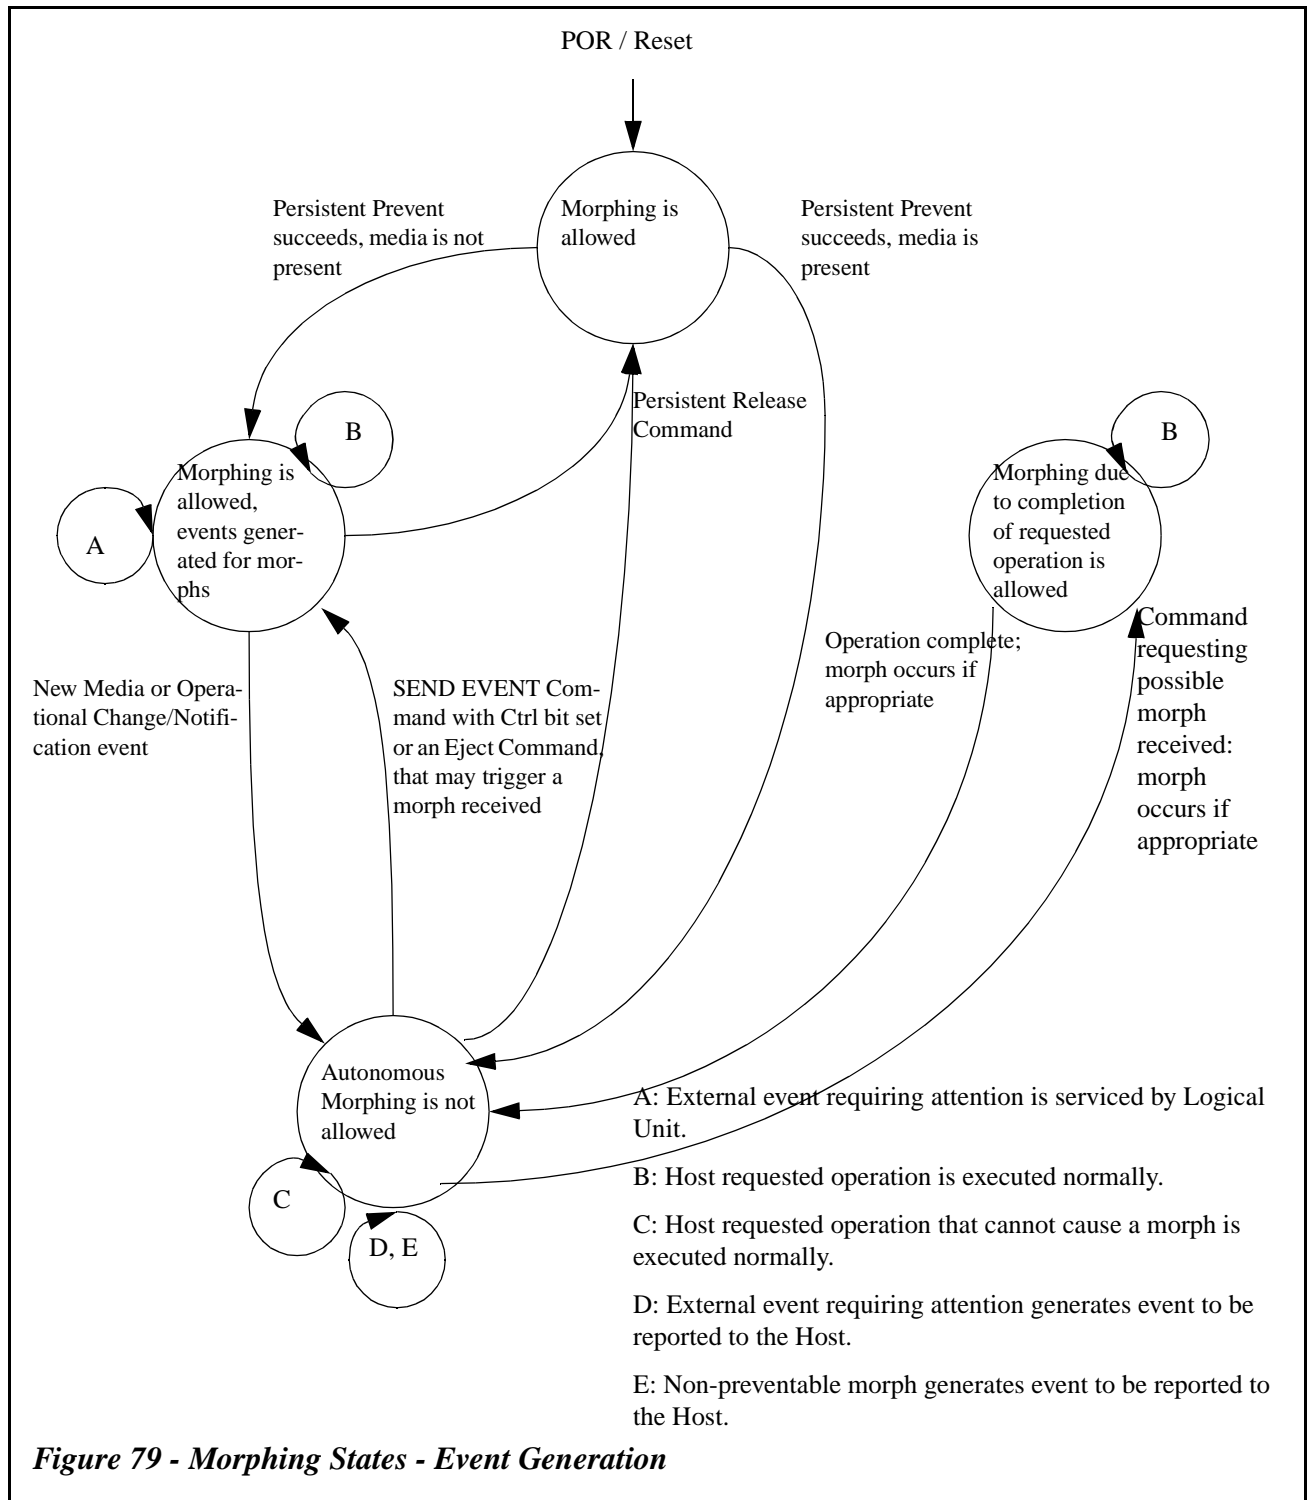 POR / Reset
Persistent Prevent
succeeds, media is not
present
Morphing is
allowed
Persistent Prevent
succeeds, media is
present
Persistent Release
Command
B
A
Morphing is
allowed,
events gener-
ated for mor-
phs
B
Morphing due
to completion
of requested
operation is
allowed
New Media or Opera-
tional Change/Notifi-
cation event
SEND EVENT Com-
mand with Ctrl bit set
or an Eject Command,
that may trigger a
morph received
Operation complete;
morph occurs if
appropriate
Command
requesting
possible
morph
received:
morph
occurs if
appropriate
Autonomous
Morphing is not
allowed
C
D, E
A: External event requiring attention is serviced by Logical
Unit.
B: Host requested operation is executed normally.
C: Host requested operation that cannot cause a morph is
executed normally.
D: External event requiring attention generates event to be
reported to the Host.
E: Non-preventable morph generates event to be reported to
the Host.
Figure 79 - Morphing States - Event Generation